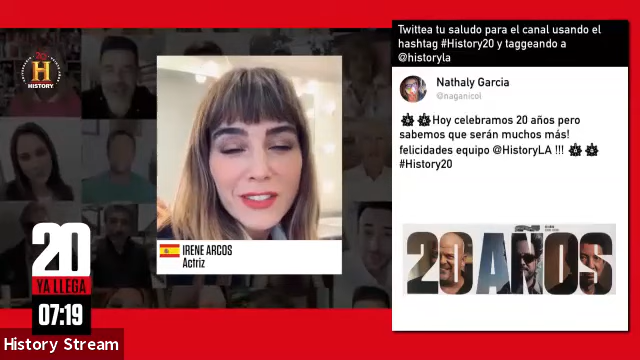 20
H
HISTORY
Twittea tu saludo para el canal usando el
hashtag #History20 y taggeando a
@historyla
Nathaly Garcia
@naganicol
Hoy celebramos 20 años pero
sabemos que serán muchos más!
felicidades equipo @HistoryLA !!!
#History20
20 AÑOS
IRENE ARCOS
Actriz
20
YA LLEGA
07:19
History Stream